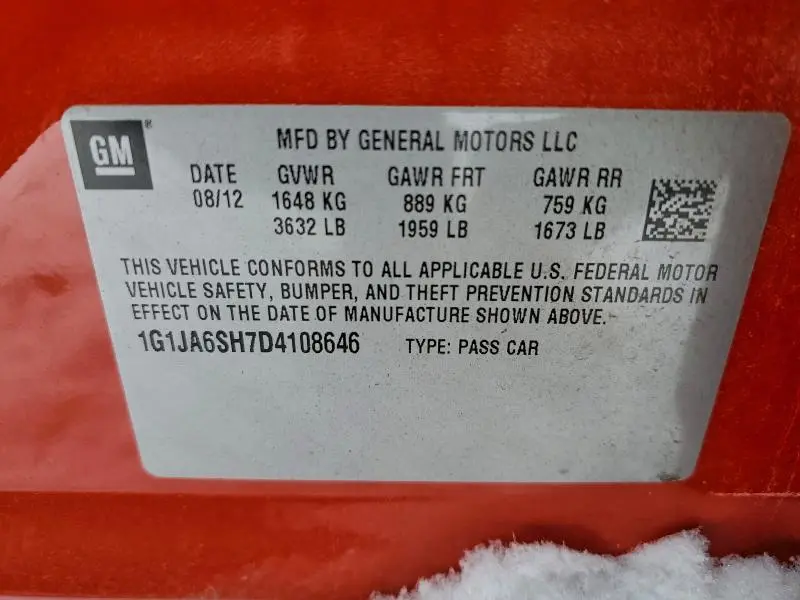 GM®
MFD BY GENERAL MOTORS LLC
DATE GVWR GAWR FRT GAWR RR
08/12 1648 KG 889 KG 759 KG
3632 LB 1959 LB 1673 LB
THIS VEHICLE CONFORMS TO ALL APPLICABLE U.S. FEDERAL MOTOR
VEHICLE SAFETY, BUMPER, AND THEFT PREVENTION STANDARDS IN
EFFECT ON THE DATE OF MANUFACTURE SHOWN ABOVE.
1G1JA6SH7D4108646 TYPE: PASS CAR